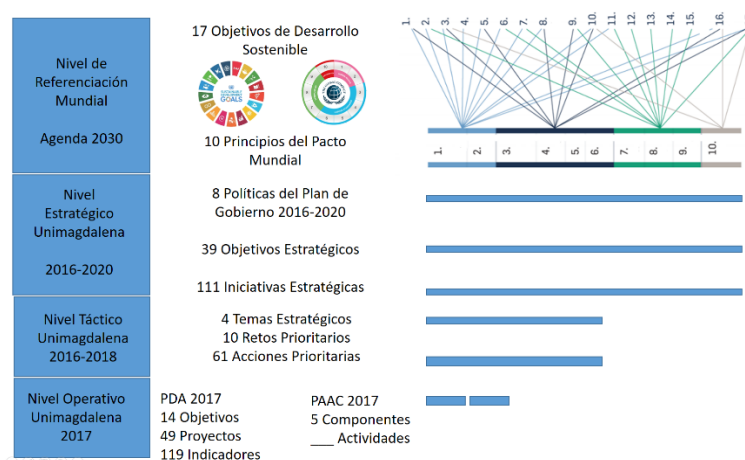 Nivel de
Referenciación
Mundial
Agenda 2030
17 Objetivos de Desarrollo
Sostenible
SUSTAINABLE
DEVELOPMENT
GOALS
10 Principios del Pacto
Mundial
1.
2.
3.
4.
5.
6.
7.
8.
9.
10.
11.
12.
13.
14.
15.
16.
1.
2.
3.
4.
5.
6.
7.
8.
9.
10.
Nivel
Estratégico
Unimagdalena
2016-2020
8 Políticas del Plan de
Gobierno 2016-2020
39 Objetivos Estratégicos
111 Iniciativas Estratégicas
Nivel Táctico
Unimagdalena
2016-2018
4 Temas Estratégicos
10 Retos Prioritarios
61 Acciones Prioritarias
Nivel Operativo
Unimagdalena
2017
PDA 2017
14 Objetivos
49 Proyectos
119 Indicadores
PAAC 2017
5 Componentes
___ Actividades